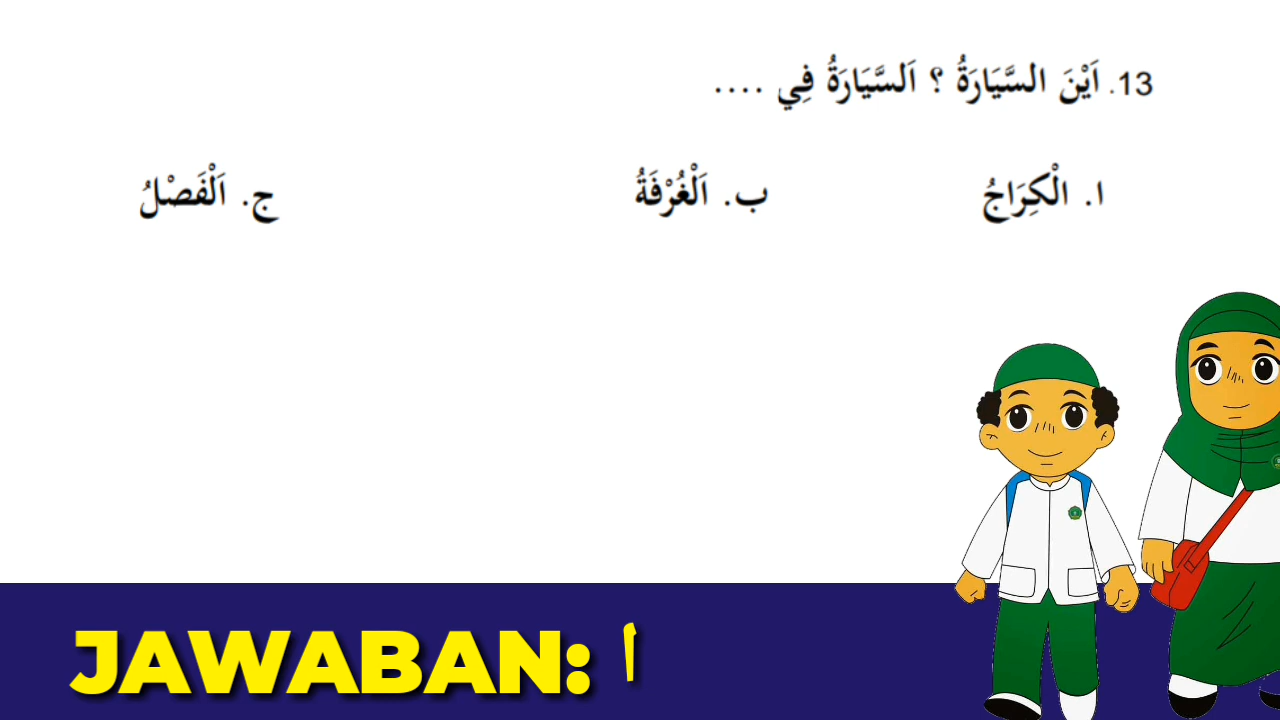 13. اَيْنَ السَّيَارَةُ ؟ اَلسَّيَارَةُ فِي ....
ا. الْكِرَاجُ ب. اَلْغُرْفَةُ ج. اَلْفَصْلُ
JAWABAN: ا